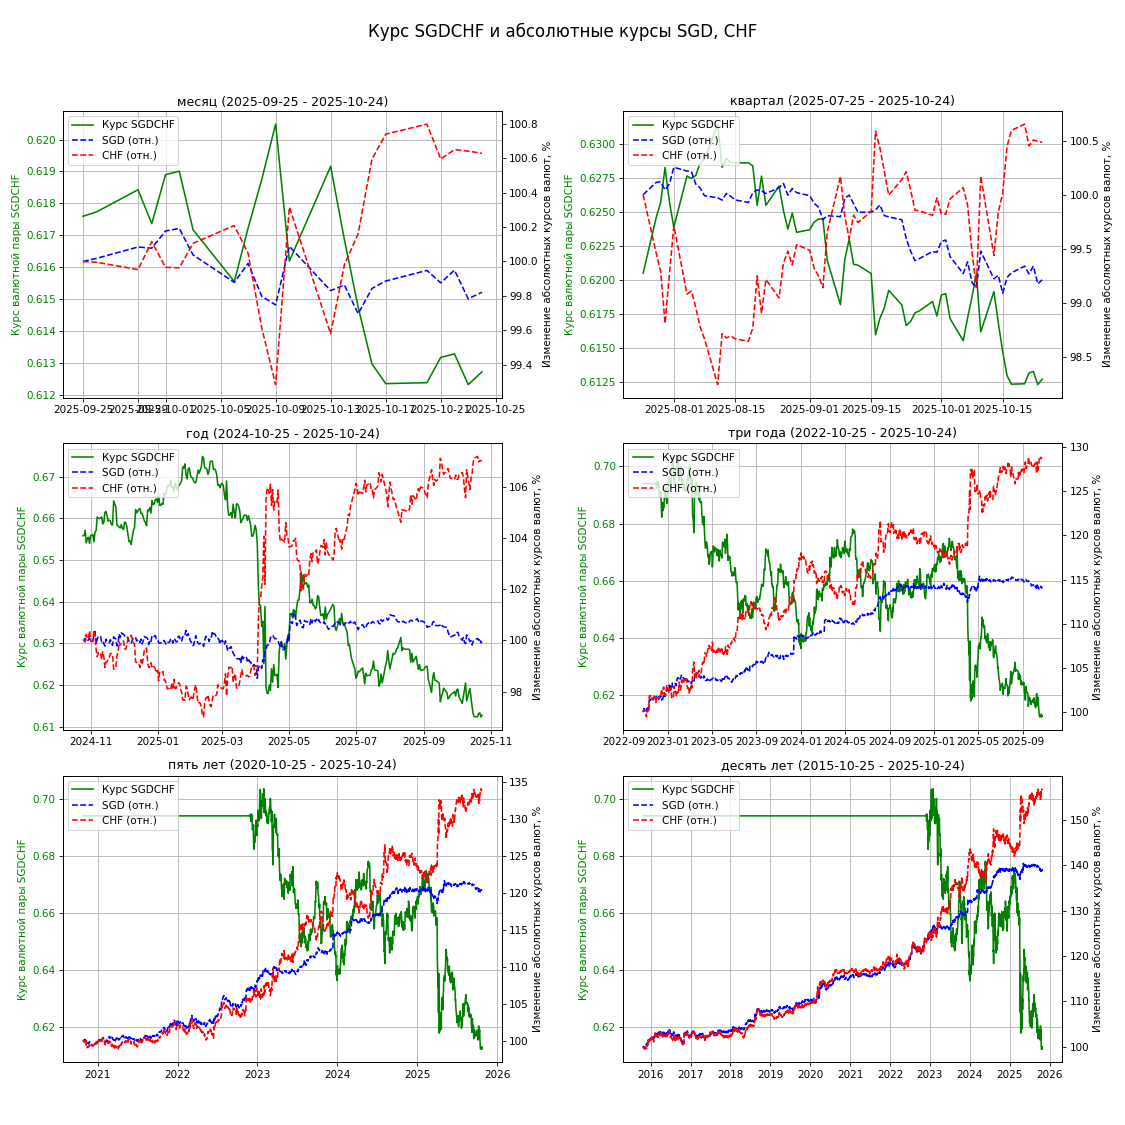 Курс SGDCHF и абсолютные курсы SGD, CHF
месяц (2025-09-25 - 2025-10-24)
Курс SGDCHF
SGD (отн.)
CHF (отн.)
Курс валютной пары SGDCHF
0.620
0.619
0.618
0.617
0.616
0.615
0.614
0.613
0.612
100.8
100.6
100.4
100.2
100.0
99.8
99.6
99.4
Изменение абсолютных курсов валют, %
2025-09-25 2025-09-29 2025-10-01 2025-10-05 2025-10-09 2025-10-13 2025-10-17 2025-10-21 2025-10-25
квартал (2025-07-25 - 2025-10-24)
Курс SGDCHF
SGD (отн.)
CHF (отн.)
Курс валютной пары SGDCHF
0.6300
0.6275
0.6250
0.6225
0.6200
0.6175
0.6150
0.6125
100.5
100.0
99.5
99.0
98.5
Изменение абсолютных курсов валют, %
2025-08-01 2025-08-15 2025-09-01 2025-09-15 2025-10-01 2025-10-15
год (2024-10-25 - 2025-10-24)
Курс SGDCHF
SGD (отн.)
CHF (отн.)
Курс валютной пары SGDCHF
0.67
0.66
0.65
0.64
0.63
0.62
0.61
106
104
102
100
98
Изменение абсолютных курсов валют, %
2024-11 2025-01 2025-03 2025-05 2025-07 2025-09 2025-11
три года (2022-10-25 - 2025-10-24)
Курс SGDCHF
SGD (отн.)
CHF (отн.)
Курс валютной пары SGDCHF
0.70
0.68
0.66
0.64
0.62
130
125
120
115
110
105
100
Изменение абсолютных курсов валют, %
2022-09 2023-01 2023-05 2023-09 2024-01 2024-05 2024-09 2025-01 2025-05 2025-09
пять лет (2020-10-25 - 2025-10-24)
Курс SGDCHF
SGD (отн.)
CHF (отн.)
Курс валютной пары SGDCHF
0.70
0.68
0.66
0.64
0.62
135
130
125
120
115
110
105
100
Изменение абсолютных курсов валют, %
2021 2022 2023 2024 2025 2026
десять лет (2015-10-25 - 2025-10-24)
Курс SGDCHF
SGD (отн.)
CHF (отн.)
Курс валютной пары SGDCHF
0.70
0.68
0.66
0.64
0.62
150
140
130
120
110
100
Изменение абсолютных курсов валют, %
2016 2017 2018 2019 2020 2021 2022 2023 2024 2025 2026